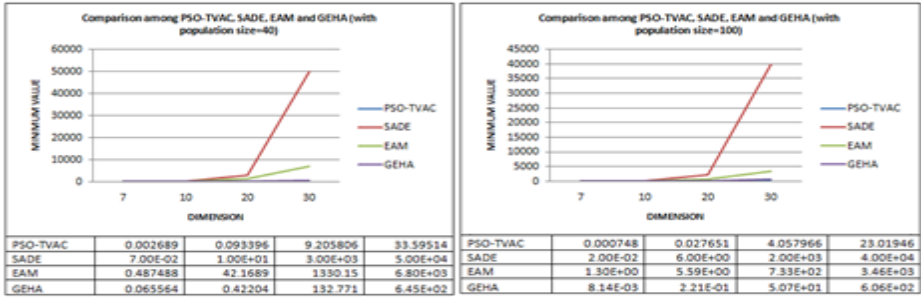 Comparison among PSO-TVAC, SADE, EAM and GEHA (with
population size=40)
60000
50000
40000
30000
20000
10000
0
MINIMUM VALUE
7 10 20 30
DIMENSION
PSO-TVAC
SADE
EAM
GEHA
PSO-TVAC 0.002689 0.093396 9.205806 33.59514
SADE 7.00E-02 1.00E+01 3.00E+03 5.00E+04
EAM 0.487488 42.1689 1330.15 6.80E+03
GEHA 0.065564 0.42204 132.771 6.45E+02
Comparison among PSO-TVAC, SADE, EAM and GEHA (with
population size=100)
45000
40000
35000
30000
25000
20000
15000
10000
5000
0
MINIMUM VALUE
7 10 20 30
DIMENSION
PSO-TVAC
SADE
EAM
GEHA
PSO-TVAC 0.000748 0.027651 4.057966 23.01946
SADE 2.00E-02 6.00E+00 2.00E+03 4.00E+04
EAM 1.30E+00 5.59E+00 7.33E+02 3.46E+03
GEHA 8.14E-03 2.21E-01 5.07E+01 6.06E+02